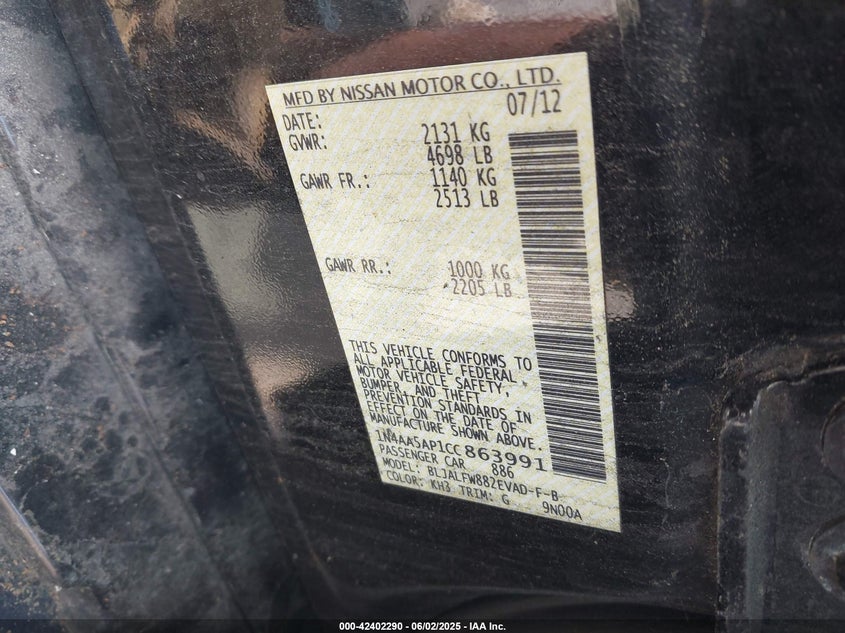 MFD BY NISSAN MOTOR CO., LTD.
DATE: 07/12
GVWR: 2131 KG
4698 LB
GAWR FR.: 1140 KG
2513 LB
GAWR RR.: 1000 KG
2205 LB
THIS VEHICLE CONFORMS TO
ALL APPLICABLE FEDERAL
MOTOR VEHICLE SAFETY,
BUMPER, AND THEFT
PREVENTION STANDARDS IN
EFFECT ON THE DATE OF
MANUFACTURE SHOWN ABOVE.
1N4AA5AP1CC863991
PASSENGER CAR 886
MODEL: BLJALFW882EVAD-F-B
COLOR: KH3 TRIM: G 9N00A
000-42402290 - 06/02/2025 - IAA Inc.